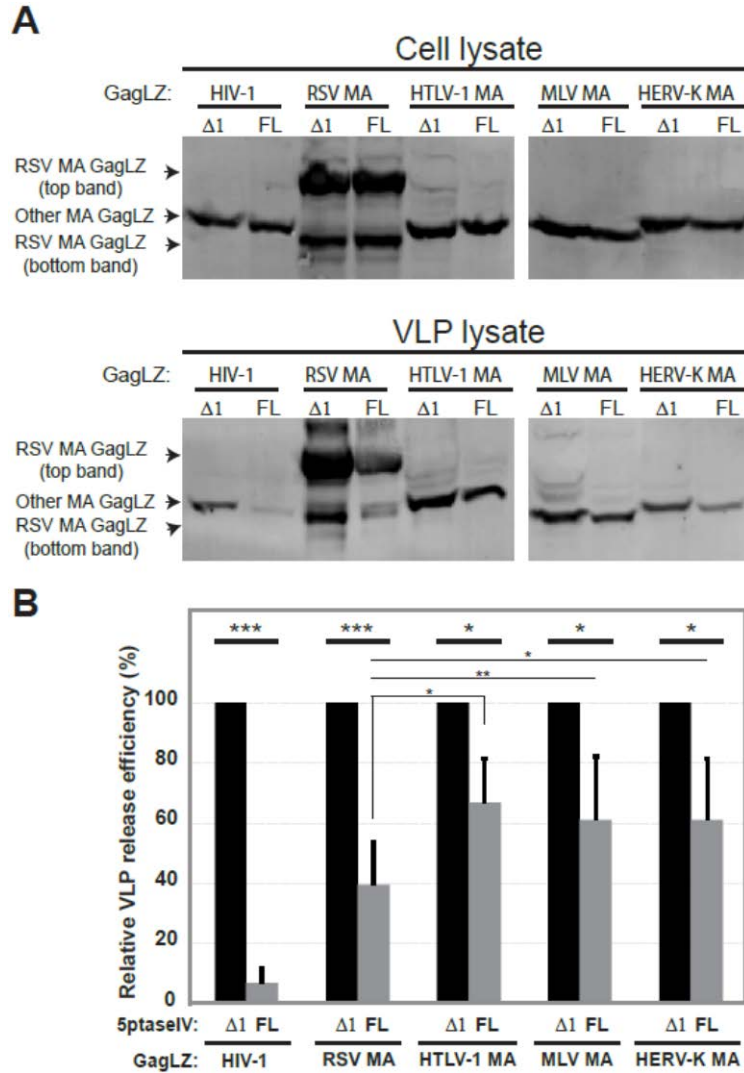 A
Cell lysate
GagLZ: HIV-1 RSV MA HTLV-1 MA MLV MA HERV-K MA
Δ1 FL Δ1 FL Δ1 FL Δ1 FL Δ1 FL
RSV MA GagLZ
(top band)
Other MA GagLZ
RSV MA GagLZ
(bottom band)
VLP lysate
GagLZ: HIV-1 RSV MA HTLV-1 MA MLV MA HERV-K MA
Δ1 FL Δ1 FL Δ1 FL Δ1 FL Δ1 FL
RSV MA GagLZ
(top band)
Other MA GagLZ
RSV MA GagLZ
(bottom band)
B
Relative VLP release efficiency (%)
*** *** * * *
*
**
*
100
80
60
40
20
0
5ptaseIV: Δ1 FL Δ1 FL Δ1 FL Δ1 FL Δ1 FL
GagLZ: HIV-1 RSV MA HTLV-1 MA MLV MA HERV-K MA